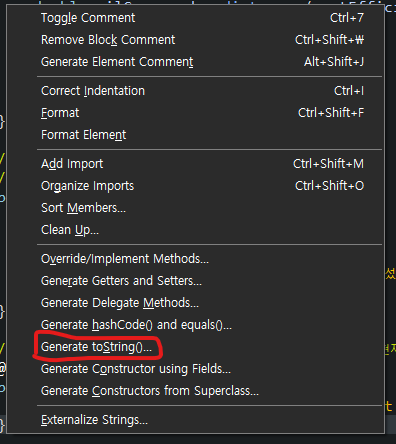 Toggle Comment Ctrl+7
Remove Block Comment Ctrl+Shift+₩
Generate Element Comment Alt+Shift+J
Correct Indentation Ctrl+I
Format Ctrl+Shift+F
Format Element
Add Import Ctrl+Shift+M
Organize Imports Ctrl+Shift+O
Sort Members...
Clean Up...
Override/Implement Methods...
Generate Getters and Setters...
Generate Delegate Methods...
Generate hashCode() and equals()...
Generate toString()...
Generate Constructor using Fields...
Generate Constructors from Superclass...
Externalize Strings...